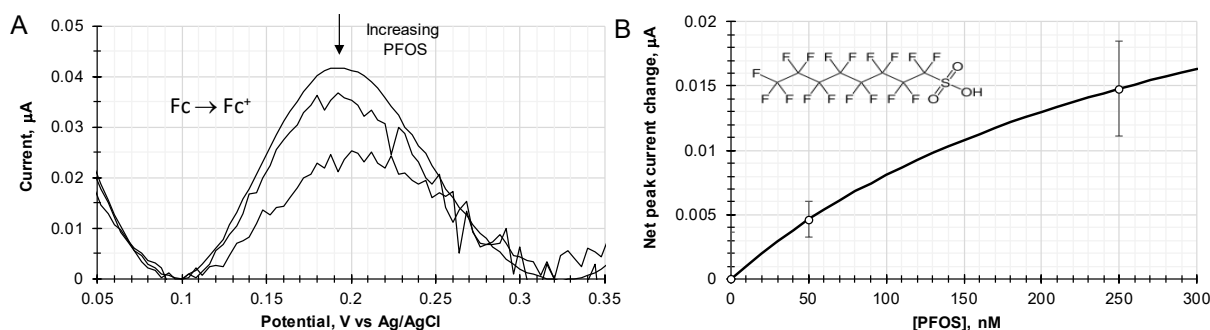 A
Increasing
PFOS
Fc → Fc⁺
Current, µA
0.05
0.04
0.03
0.02
0.01
0
0.05
0.1
0.15
0.2
0.25
0.3
0.35
Potential, V vs Ag/AgCl
B
Net peak current change, µA
0.02
0.015
0.01
0.005
0
F F F F F F F F
F O
S
OH
F F F F F F F F O
0
50
100
150
200
250
300
[PFOS], nM